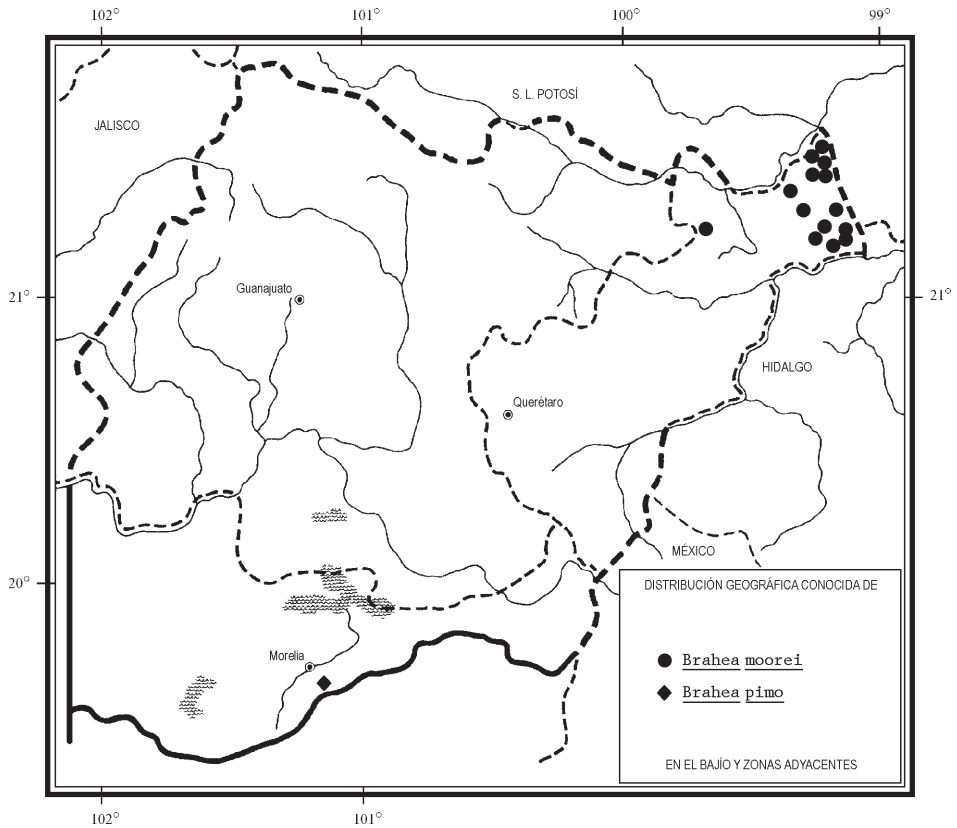 102°
101°
100°
99°
S. L. POTOSÍ
JALISCO
Guanajuato
21°
21°
HIDALGO
Querétaro
MÉXICO
20°
DISTRIBUCIÓN GEOGRÁFICA CONOCIDA DE
Morelia
Brahea moorei
Brahea pimo
EN EL BAJÍO Y ZONAS ADYACENTES
102°
101°